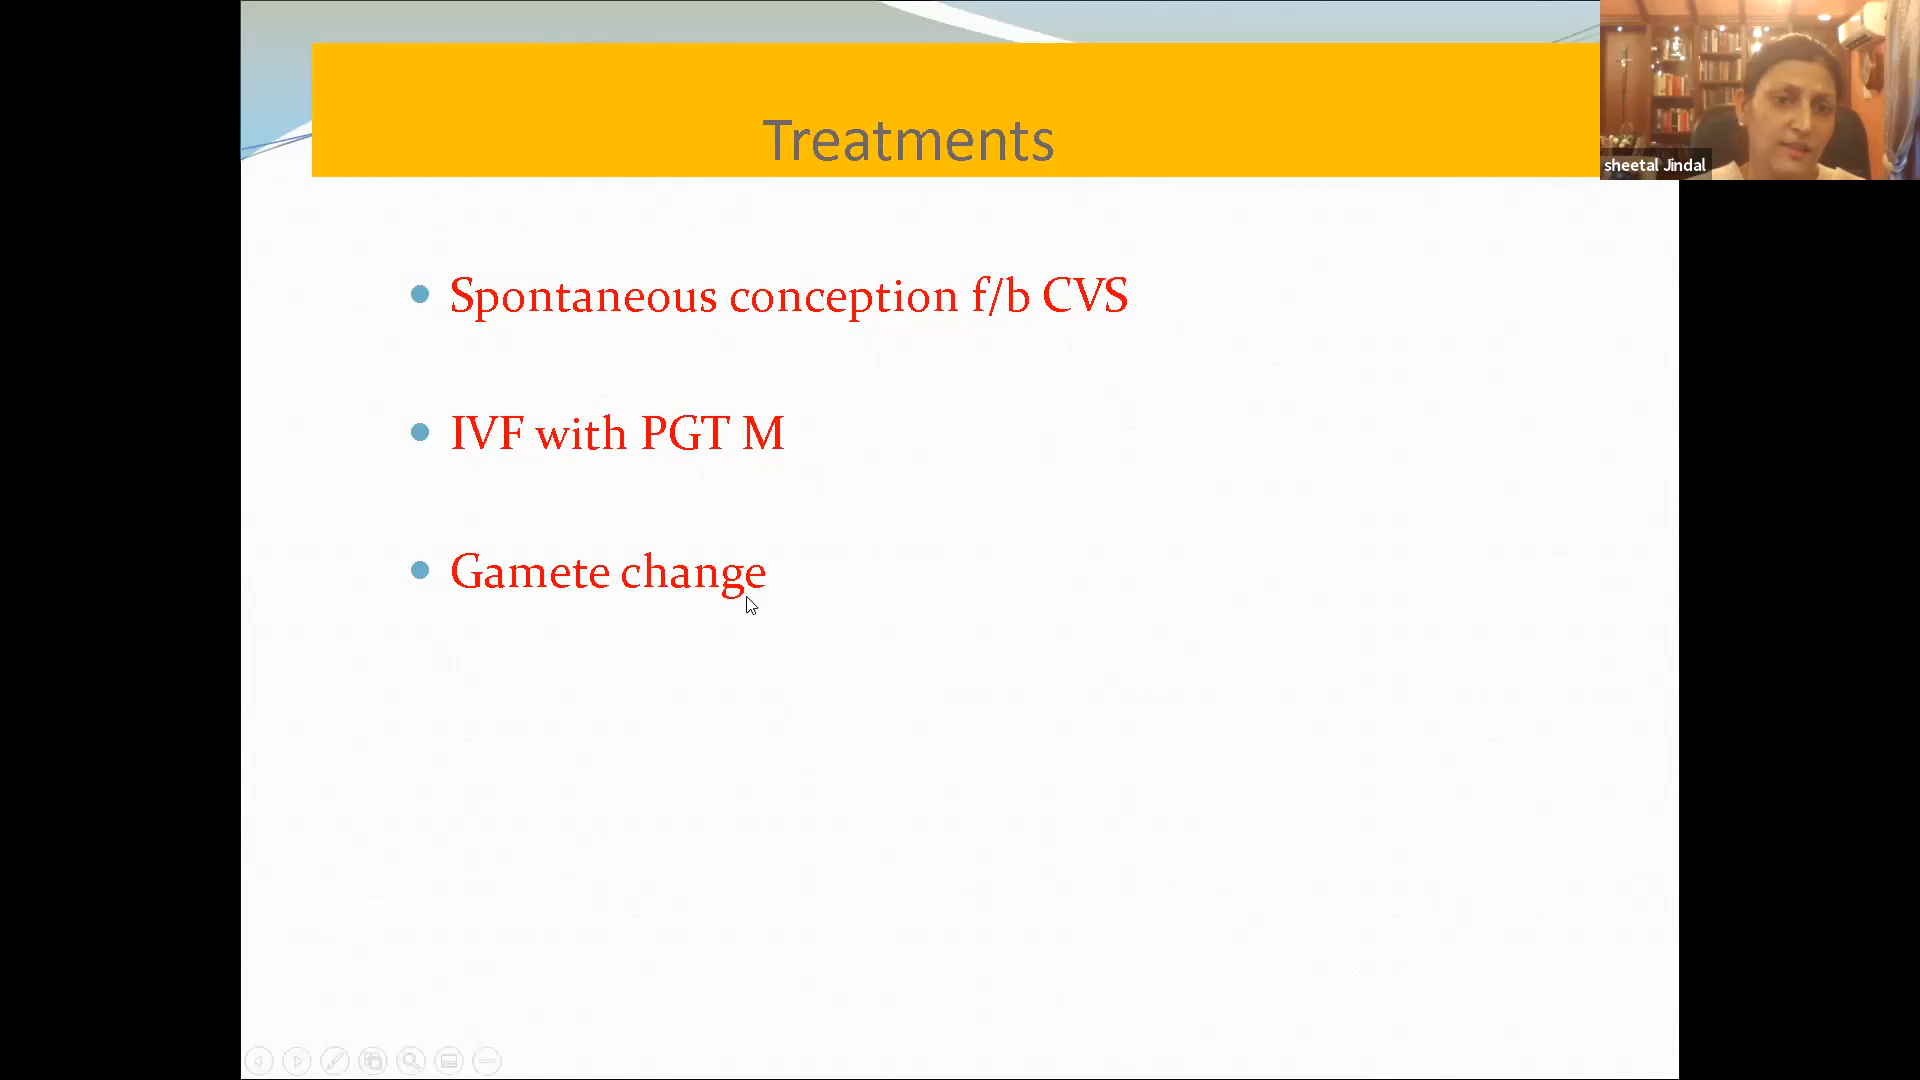 Treatments
sheetal Jindal
Spontaneous conception f/b CVS
IVF with PGT M
Gamete change